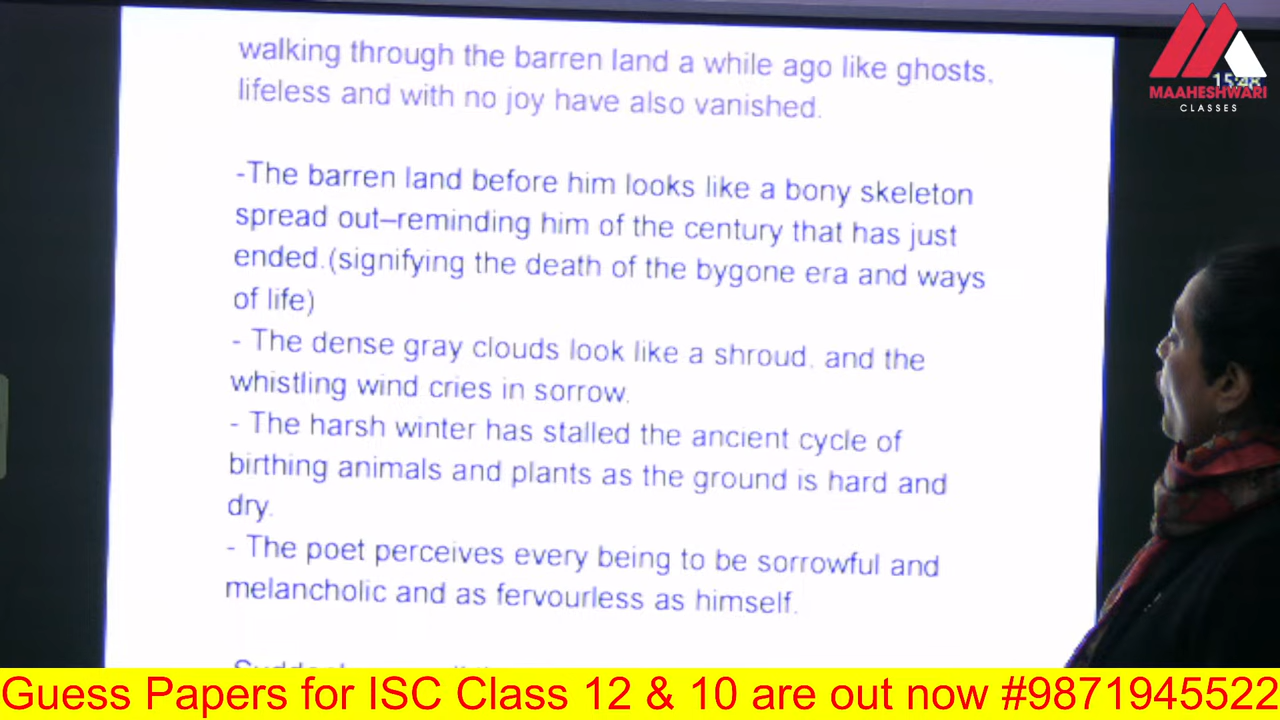 walking through the barren land a while ago like ghosts,
lifeless and with no joy have also vanished.
-The barren land before him looks like a bony skeleton
spread out–reminding him of the century that has just
ended.(signifying the death of the bygone era and ways
of life)
- The dense gray clouds look like a shroud, and the
whistling wind cries in sorrow.
- The harsh winter has stalled the ancient cycle of
birthing animals and plants as the ground is hard and
dry.
- The poet perceives every being to be sorrowful and
melancholic and as fervourless as himself.
MAAHESHWARI
CLASSES
Guess Papers for ISC Class 12 & 10 are out now #9871945522